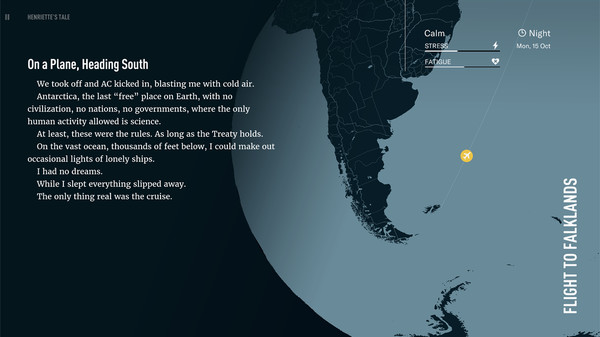 HENRIETTE'S TALE
Calm
Night
STRESS
Mon, 15 Oct
FATIGUE
On a Plane, Heading South
We took off and AC kicked in, blasting me with cold air.
Antarctica, the last “free” place on Earth, with no
civilization, no nations, no governments, where the only
human activity allowed is science.
At least, these were the rules. As long as the Treaty holds.
On the vast ocean, thousands of feet below, I could make out
occasional lights of lonely ships.
I had no dreams.
While I slept everything slipped away.
The only thing real was the cruise.
FLIGHT TO FALKLANDS